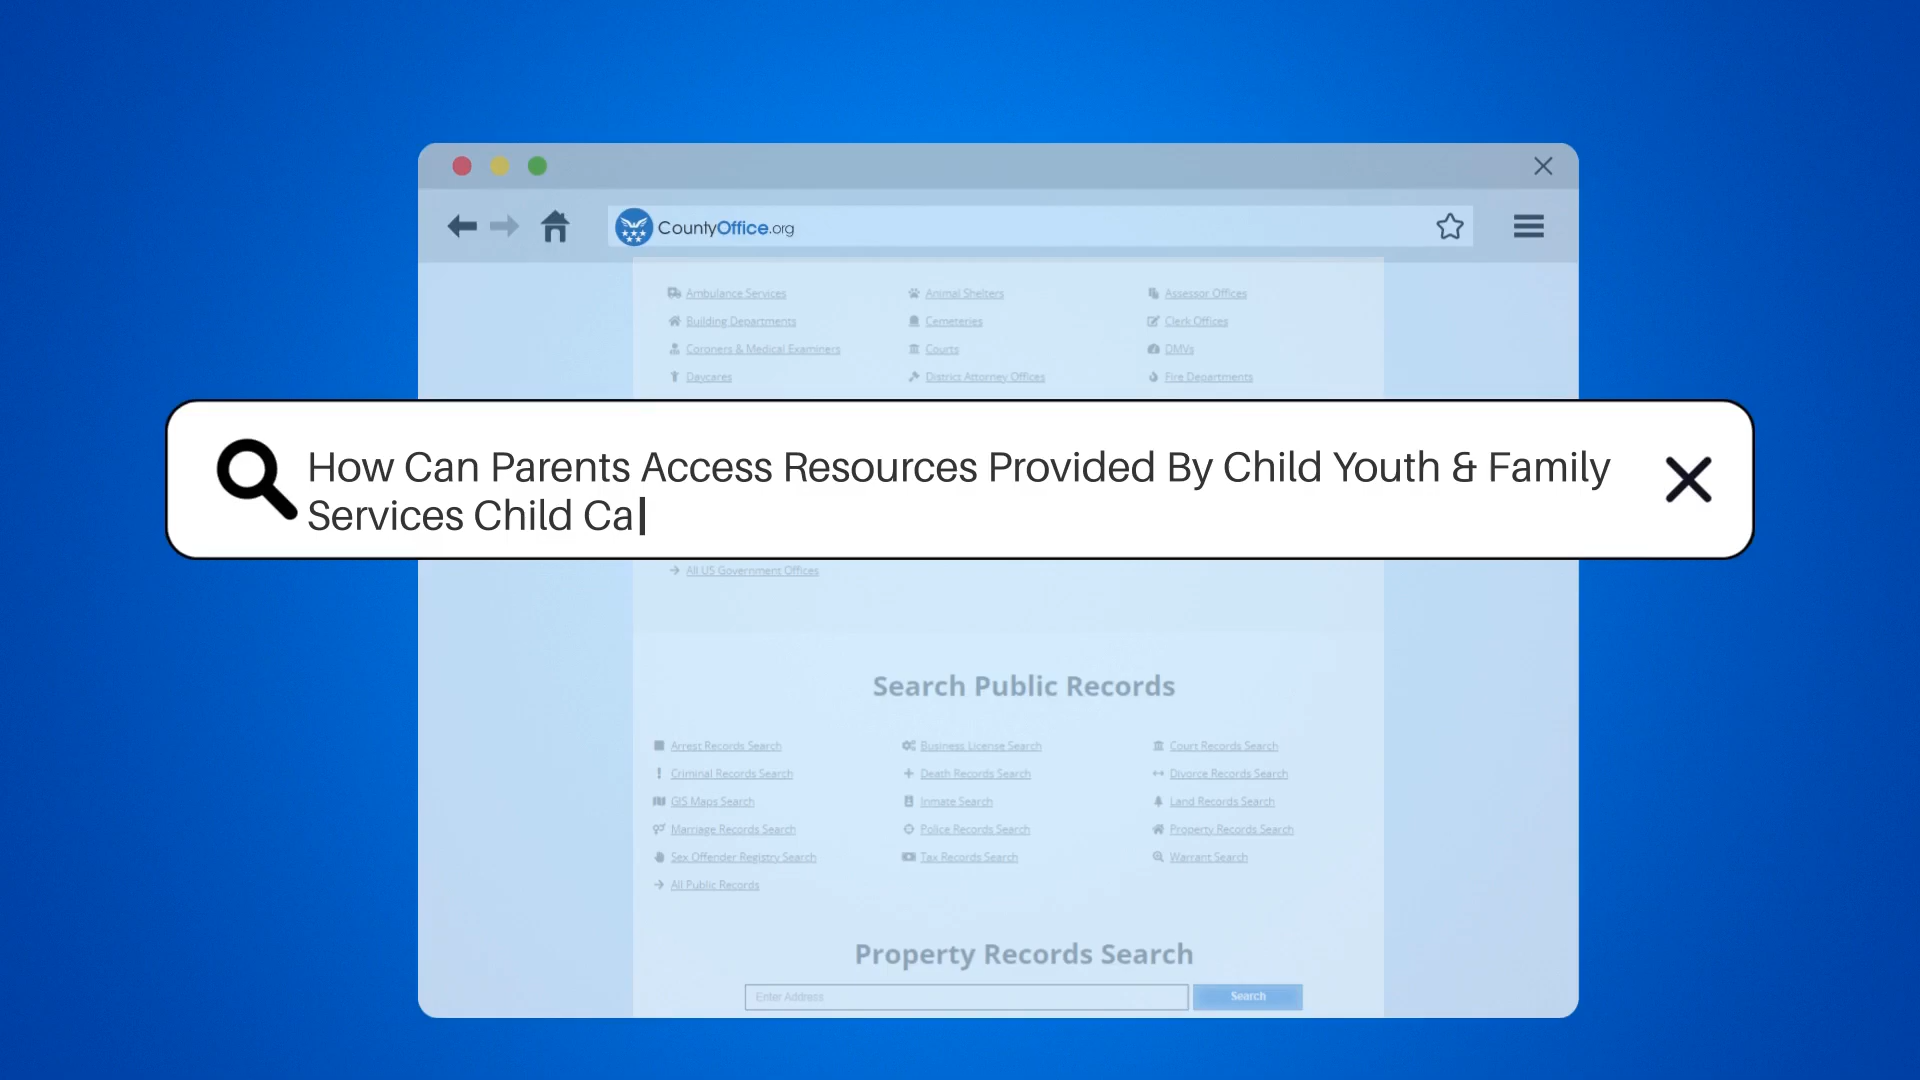 CountyOffice.org
Ambulance Services Animal Shelters Assessor Offices
Building Departments Cemeteries Clerk Offices
Coroners & Medical Examiners Courts DMVs
Daycares District Attorney Offices Fire Departments
How Can Parents Access Resources Provided By Child Youth & Family
Services Child Ca
All US Government Offices
Search Public Records
Arrest Records Search Business License Search Court Records Search
Criminal Records Search Death Records Search Divorce Records Search
GIS Maps Search Inmate Search Land Records Search
Marriage Records Search Police Records Search Property Records Search
Sex Offender Registry Search Tax Records Search Warrant Search
All Public Records
Property Records Search
Enter Address Search